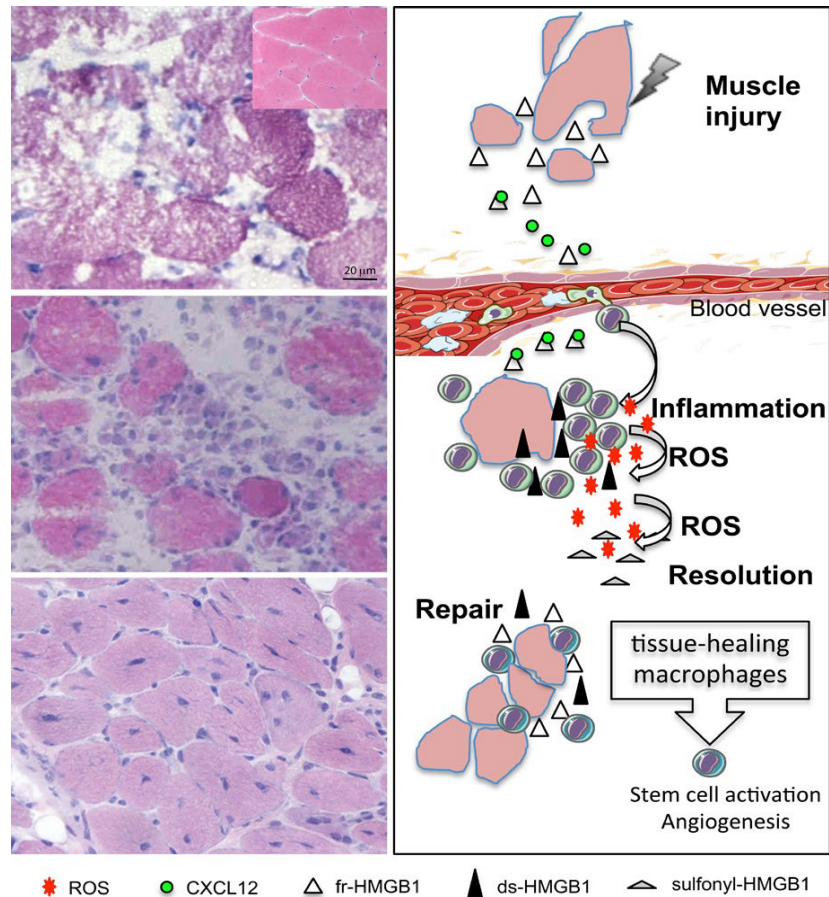 20 μm
Muscle
injury
Blood vessel
Inflammation
ROS
ROS
Resolution
Repair
tissue-healing
macrophages
Stem cell activation
Angiogenesis
ROS CXCL12 fr-HMGB1 ds-HMGB1 sulfonyl-HMGB1